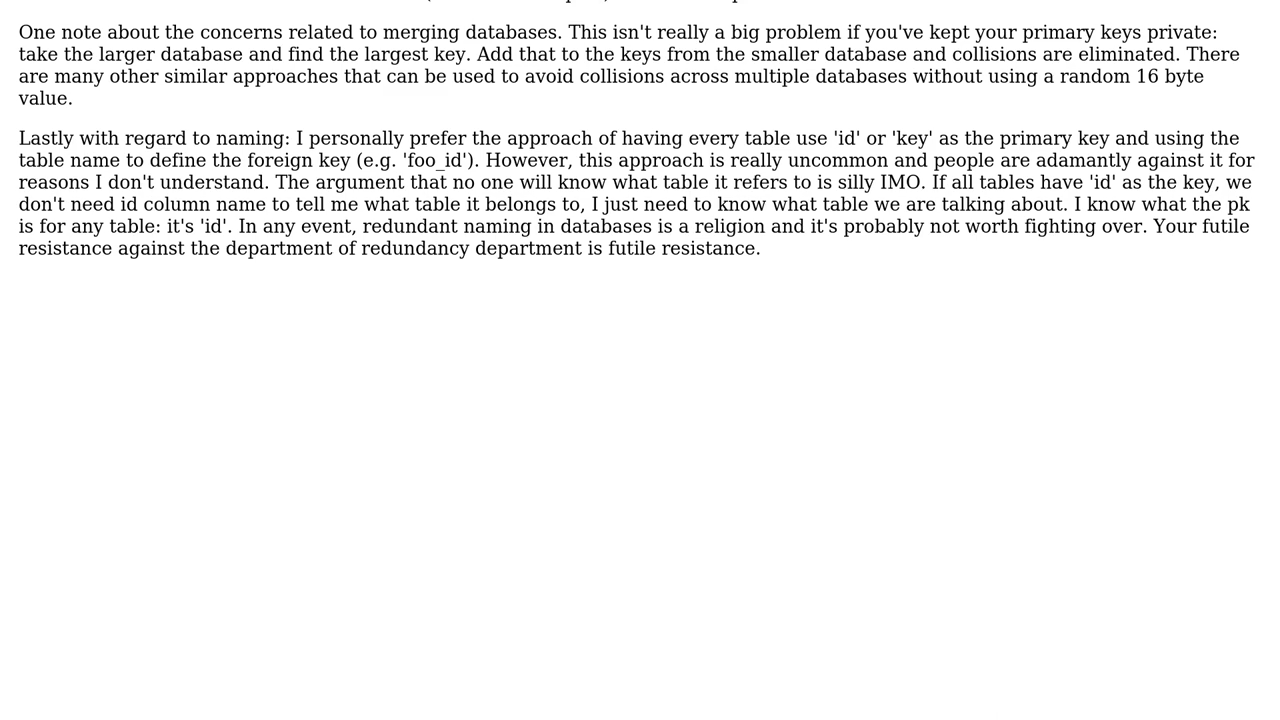 One note about the concerns related to merging databases. This isn't really a big problem if you've kept your primary keys private:
take the larger database and find the largest key. Add that to the keys from the smaller database and collisions are eliminated. There
are many other similar approaches that can be used to avoid collisions across multiple databases without using a random 16 byte
value.
Lastly with regard to naming: I personally prefer the approach of having every table use 'id' or 'key' as the primary key and using the
table name to define the foreign key (e.g. 'foo_id'). However, this approach is really uncommon and people are adamantly against it for
reasons I don't understand. The argument that no one will know what table it refers to is silly IMO. If all tables have 'id' as the key, we
don't need id column name to tell me what table it belongs to, I just need to know what table we are talking about. I know what the pk
is for any table: it's 'id'. In any event, redundant naming in databases is a religion and it's probably not worth fighting over. Your futile
resistance against the department of redundancy department is futile resistance.